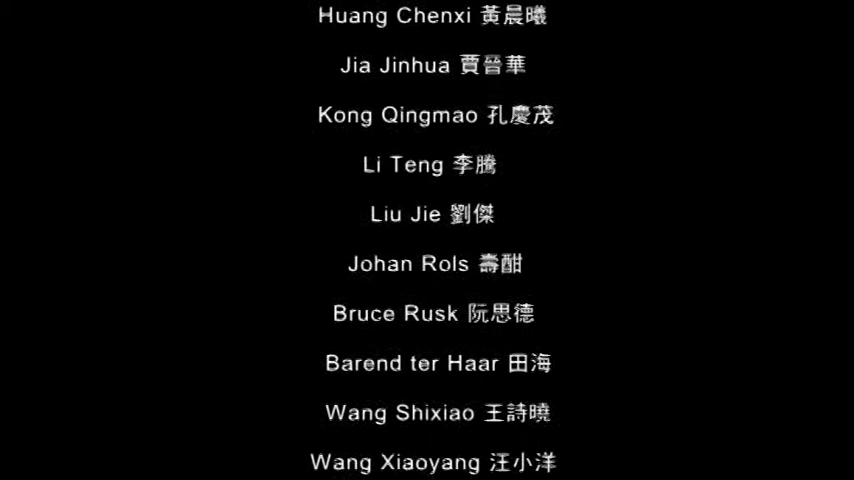 Huang Chenxi 黃晨曦
Jia Jinhua 賈晉華
Kong Qingmao 孔慶茂
Li Teng 李騰
Liu Jie 劉傑
Johan Rols 壽酣
Bruce Rusk 阮思德
Barend ter Haar 田海
Wang Shixiao 王詩曉
Wang Xiaoyang 汪小洋